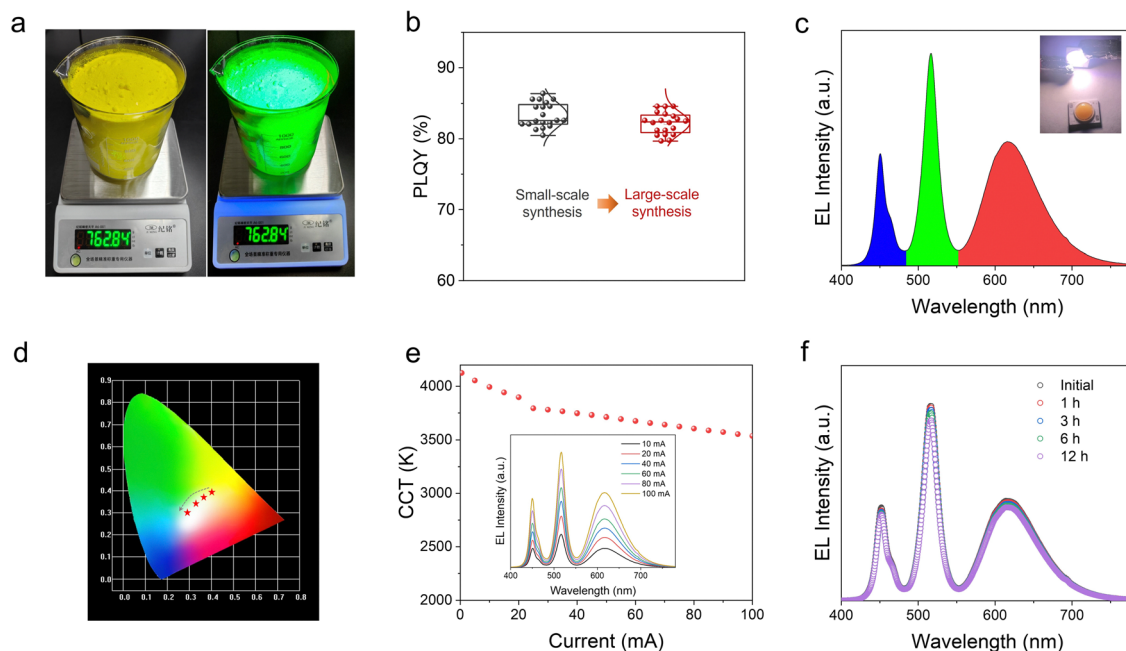 a
762.84
762.84
b
PLQY (%)
95
90
80
70
60
Small-scale
synthesis
Large-scale
synthesis
c
EL Intensity (a.u.)
400
500
600
700
Wavelength (nm)
d
0.9
0.8
0.7
0.6
0.5
0.4
0.3
0.2
0.1
0.0
0.0 0.1 0.2 0.3 0.4 0.5 0.6 0.7 0.8
e
CCT (K)
4000
3500
3000
2500
2000
0 20 40 60 80 100
Current (mA)
EL Intensity (a.u.)
10 mA
20 mA
40 mA
60 mA
80 mA
100 mA
400 500 600 700
Wavelength (nm)
f
EL Intensity (a.u.)
Initial
1 h
3 h
6 h
12 h
400 500 600 700
Wavelength (nm)